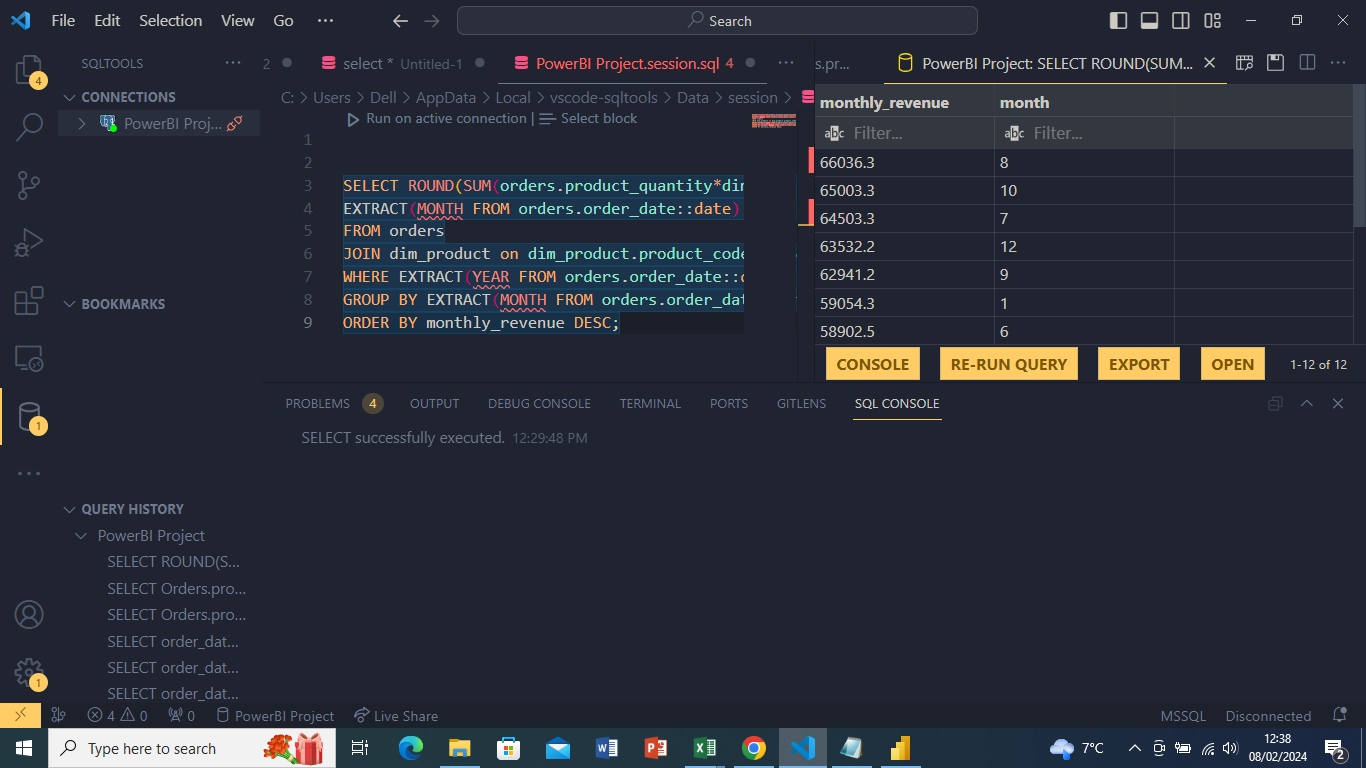 File Edit Selection View Go ··· Search
SQLTOOLS ···
2 select * Untitled-1 PowerBI Project.session.sql 4 ···
s.pr... PowerBI Project: SELECT ROUND(SUM... ···
CONNECTIONS
PowerBI Proj...
BOOKMARKS
QUERY HISTORY
PowerBI Project
SELECT ROUND(S...
SELECT Orders.pro...
SELECT Orders.pro...
SELECT order_dat...
SELECT order_dat...
SELECT order_dat...
4
1
1
C: > Users > Dell > AppData > Local > vscode-sqltools > Data > session >
Run on active connection | Select block
1
2
3 SELECT ROUND(SUM(orders.product_quantity*dim
4 EXTRACT(MONTH FROM orders.order_date::date)
5 FROM orders
6 JOIN dim_product on dim_product.product_code
7 WHERE EXTRACT(YEAR FROM orders.order_date::d
8 GROUP BY EXTRACT(MONTH FROM orders.order_dat
9 ORDER BY monthly_revenue DESC;
monthly_revenue month
abc Filter... abc Filter...
66036.3 8
65003.3 10
64503.3 7
63532.2 12
62941.2 9
59054.3 1
58902.5 6
CONSOLE RE-RUN QUERY EXPORT OPEN 1-12 of 12
PROBLEMS 4 OUTPUT DEBUG CONSOLE TERMINAL PORTS GITLENS SQL CONSOLE
SELECT successfully executed. 12:29:48 PM
4 0 0 PowerBI Project Live Share MSSQL Disconnected
Type here to search 7°C 12:38
08/02/2024 2